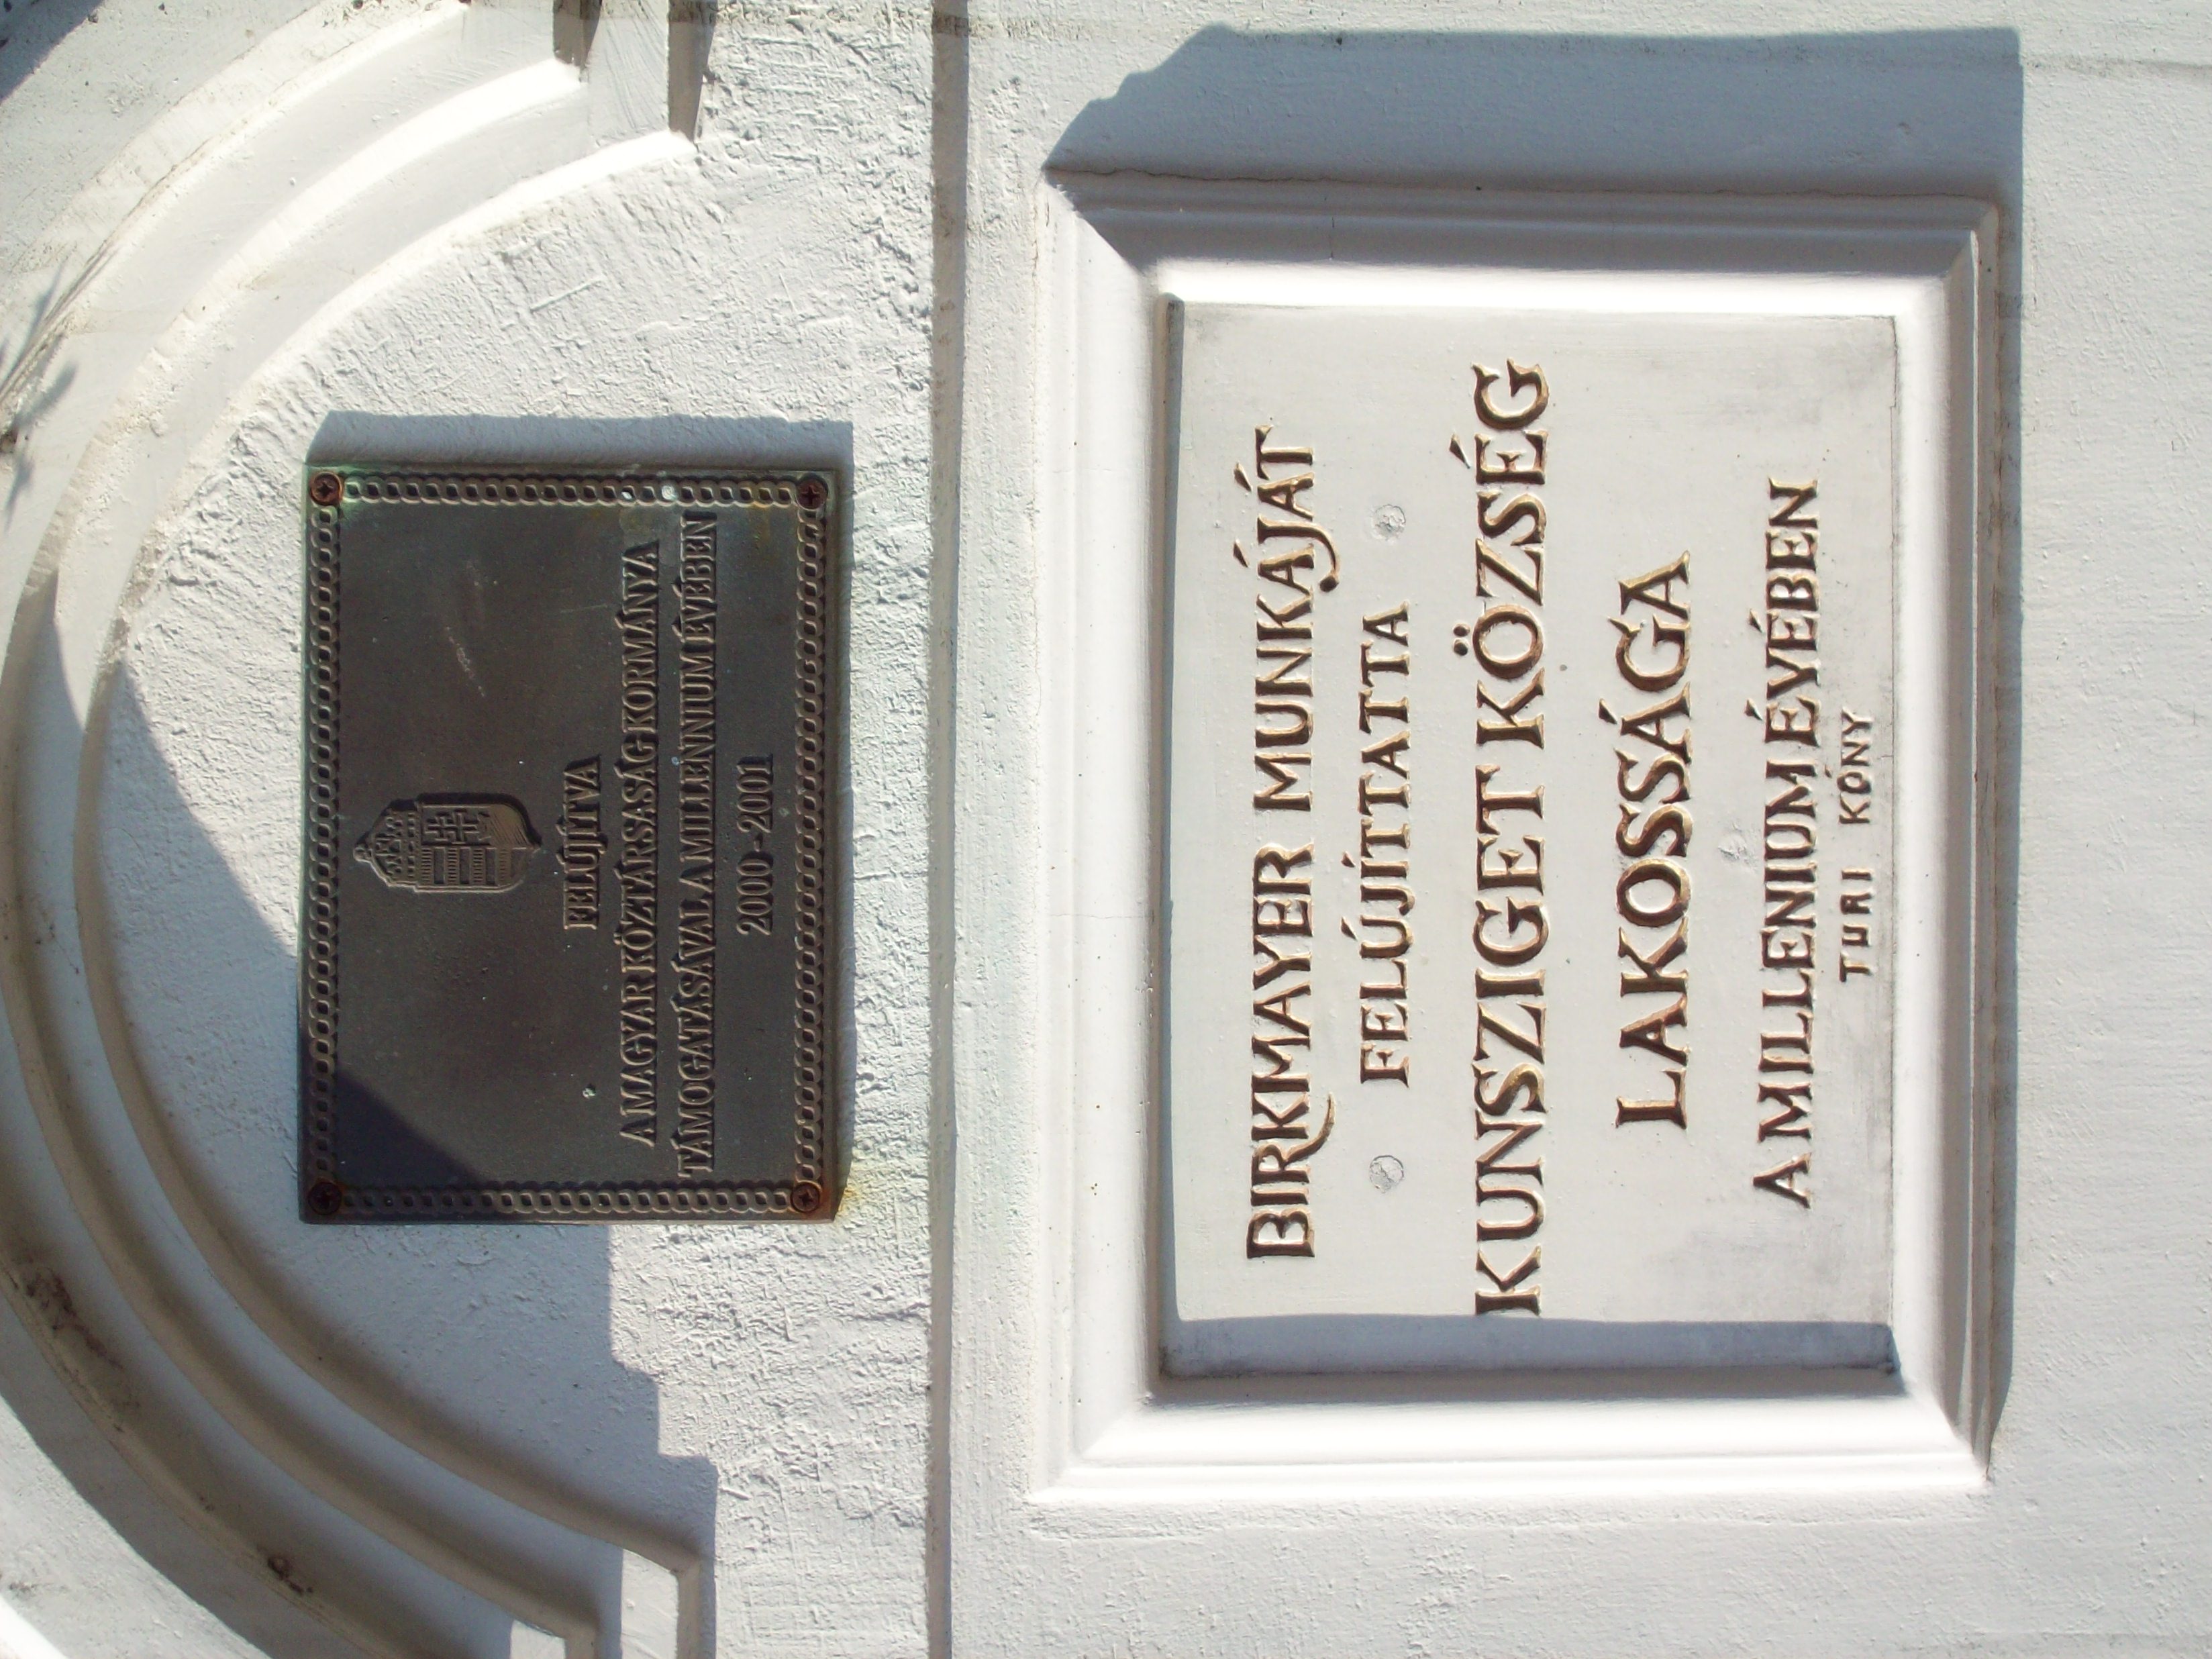 FELÚJÍTVA
A MAGYAR KÖZTÁRSASÁG KORMÁNYA
TÁMOGATÁSÁVAL A MILLENNIUM ÉVÉBEN
2000-2001
BIRKMAYER MUNKÁJÁT
FELÚJÍTTATTA
KUNSZIGET KÖZSÉG
LAKOSSÁGA
A MILLENIUM ÉVÉBEN
TURI KÓNY